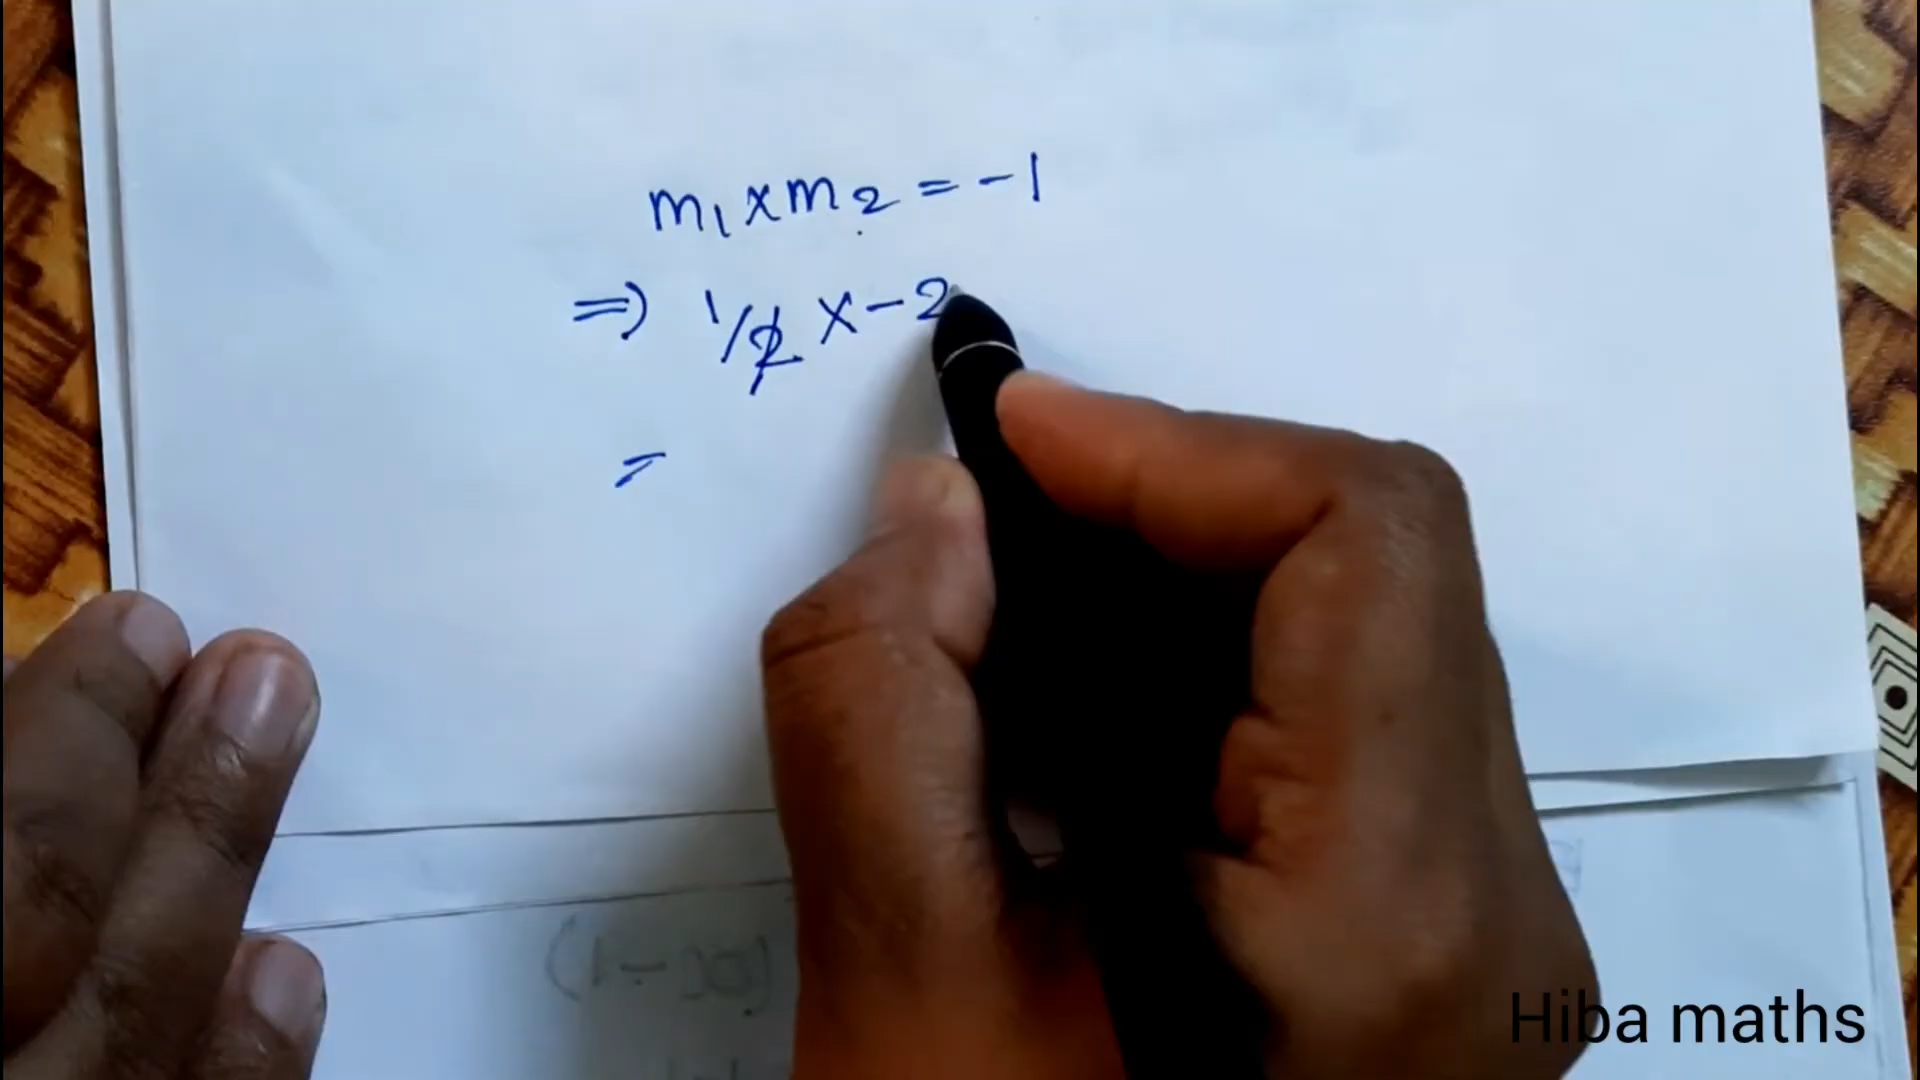 m₁ x m₂ = -1
=) 1/2 x -2
=
Hiba maths